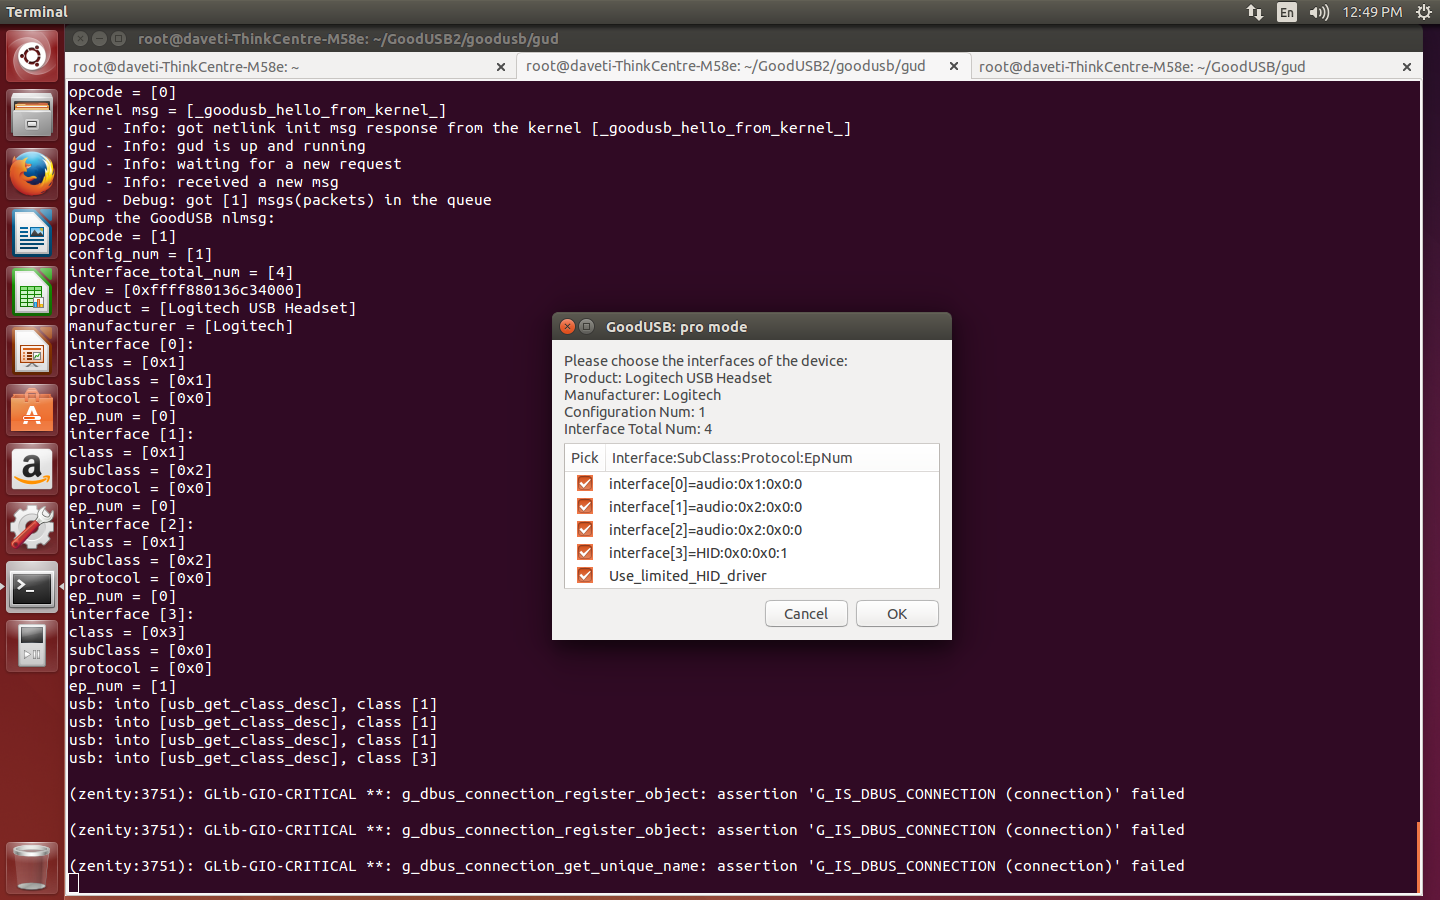 Terminal
En
12:49 PM
root@daveti-ThinkCentre-M58e: ~/GoodUSB2/goodusb/gud
root@daveti-ThinkCentre-M58e: ~
root@daveti-ThinkCentre-M58e: ~/GoodUSB2/goodusb/gud
root@daveti-ThinkCentre-M58e: ~/GoodUSB/gud
opcode = [0]
kernel msg = [_goodusb_hello_from_kernel_]
gud - Info: got netlink init msg response from the kernel [_goodusb_hello_from_kernel_]
gud - Info: gud is up and running
gud - Info: waiting for a new request
gud - Info: received a new msg
gud - Debug: got [1] msgs(packets) in the queue
Dump the GoodUSB nlmsg:
opcode = [1]
config_num = [1]
interface_total_num = [4]
dev = [0xffff880136c34000]
product = [Logitech USB Headset]
manufacturer = [Logitech]
interface [0]:
class = [0x1]
subClass = [0x1]
protocol = [0x0]
ep_num = [0]
interface [1]:
class = [0x1]
subClass = [0x2]
protocol = [0x0]
ep_num = [0]
interface [2]:
class = [0x1]
subClass = [0x2]
protocol = [0x0]
ep_num = [0]
interface [3]:
class = [0x3]
subClass = [0x0]
protocol = [0x0]
ep_num = [1]
usb: into [usb_get_class_desc], class [1]
usb: into [usb_get_class_desc], class [1]
usb: into [usb_get_class_desc], class [1]
usb: into [usb_get_class_desc], class [3]
(zenity:3751): GLib-GIO-CRITICAL **: g_dbus_connection_register_object: assertion 'G_IS_DBUS_CONNECTION (connection)' failed
(zenity:3751): GLib-GIO-CRITICAL **: g_dbus_connection_register_object: assertion 'G_IS_DBUS_CONNECTION (connection)' failed
(zenity:3751): GLib-GIO-CRITICAL **: g_dbus_connection_get_unique_name: assertion 'G_IS_DBUS_CONNECTION (connection)' failed
GoodUSB: pro mode
Please choose the interfaces of the device:
Product: Logitech USB Headset
Manufacturer: Logitech
Configuration Num: 1
Interface Total Num: 4
Pick Interface:SubClass:Protocol:EpNum
interface[0]=audio:0x1:0x0:0
interface[1]=audio:0x2:0x0:0
interface[2]=audio:0x2:0x0:0
interface[3]=HID:0x0:0x0:1
Use_limited_HID_driver
Cancel OK